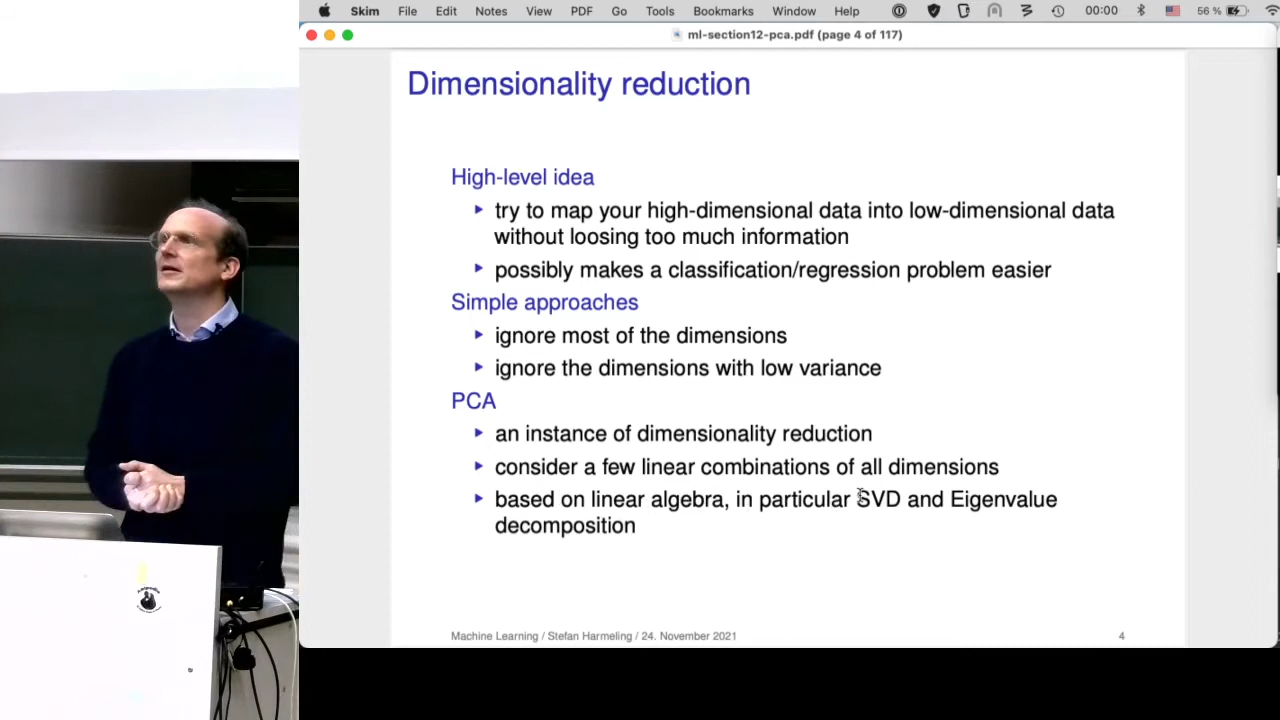 Skim File Edit Notes View PDF Go Tools Bookmarks Window Help 00:00 56 %
ml-section12-pca.pdf (page 4 of 117)
Dimensionality reduction
High-level idea
try to map your high-dimensional data into low-dimensional data
without loosing too much information
possibly makes a classification/regression problem easier
Simple approaches
ignore most of the dimensions
ignore the dimensions with low variance
PCA
an instance of dimensionality reduction
consider a few linear combinations of all dimensions
based on linear algebra, in particular SVD and Eigenvalue
decomposition
Machine Learning / Stefan Harmeling / 24. November 2021 4